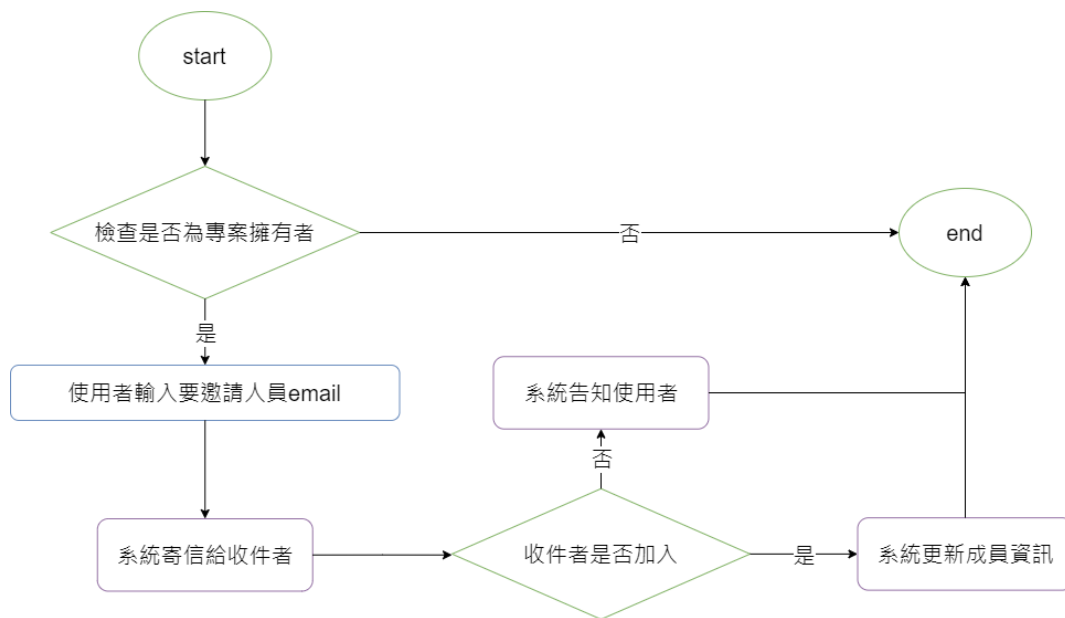 start
檢查是否為專案擁有者
否
end
是
使用者輸入要邀請人員email
系統告知使用者
否
系統寄信給收件者
收件者是否加入
是
系統更新成員資訊